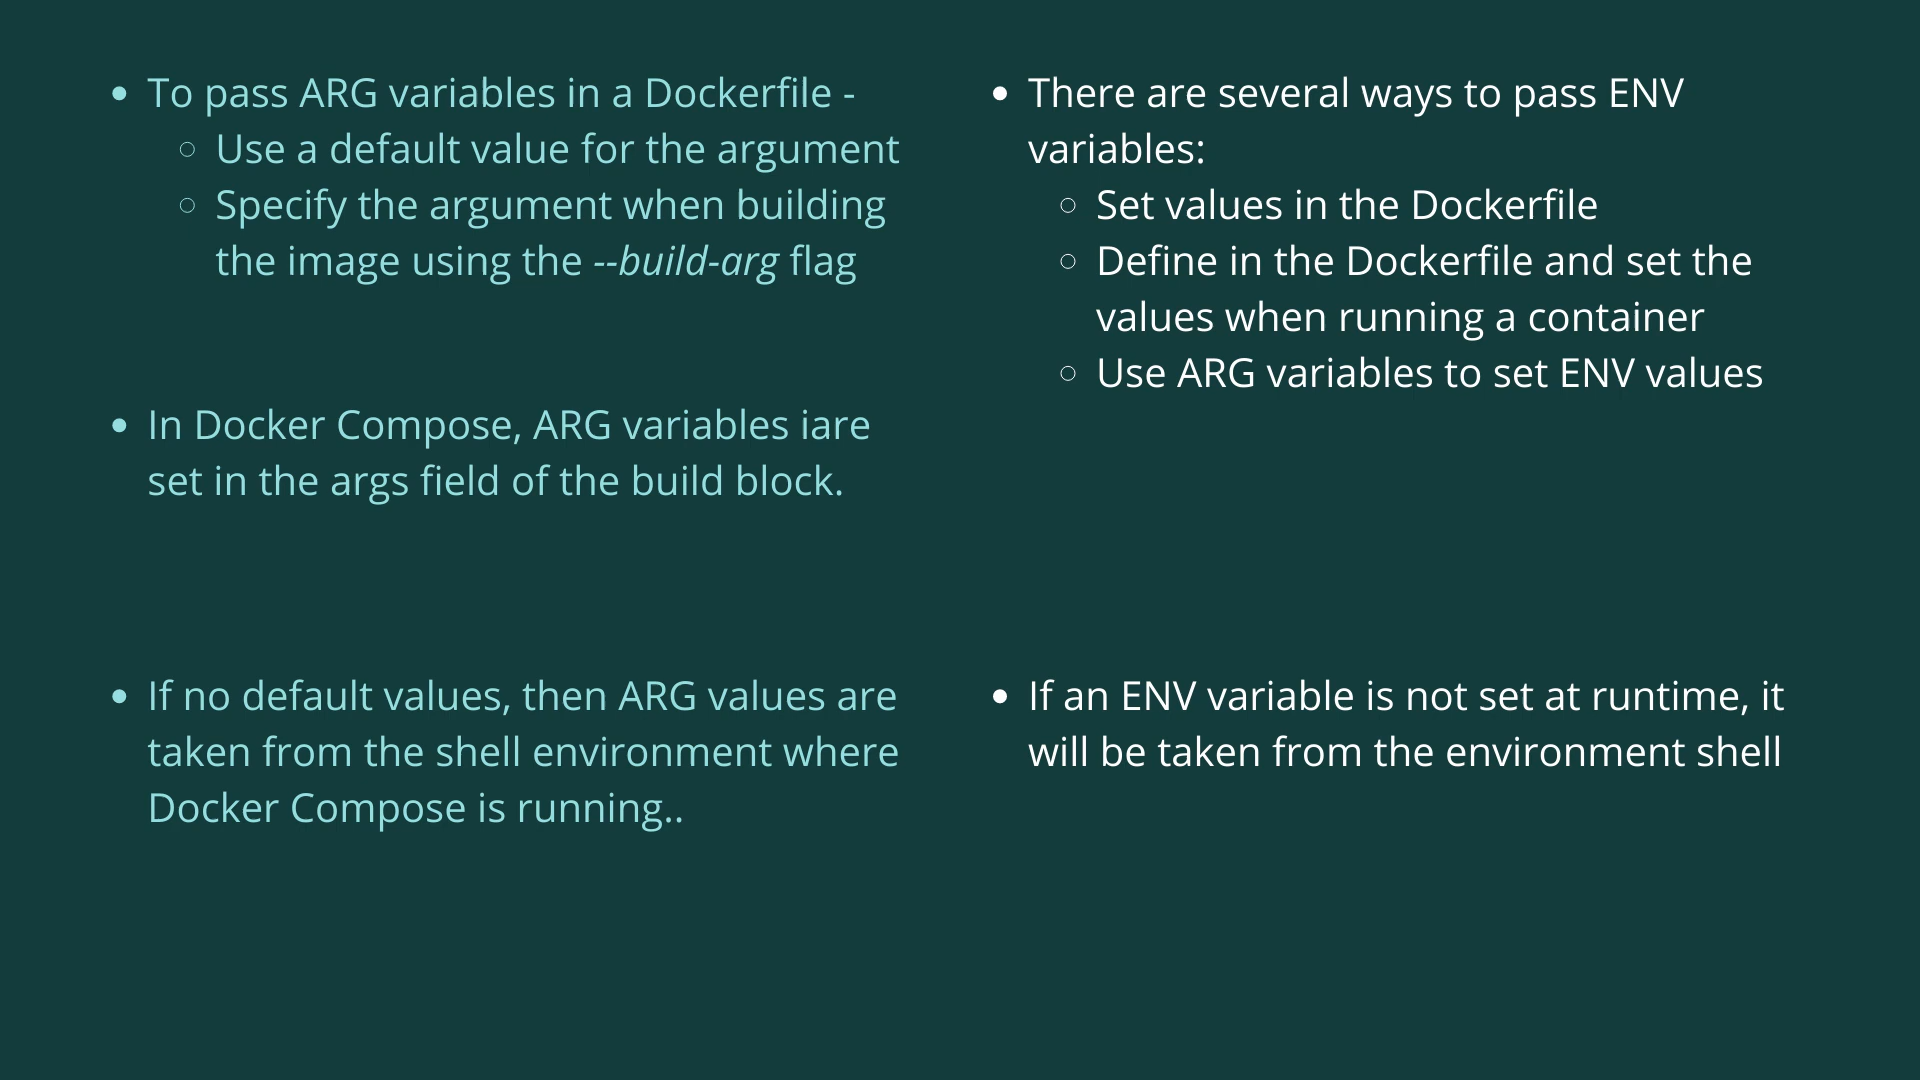 To pass ARG variables in a Dockerfile -
Use a default value for the argument
Specify the argument when building
the image using the --build-arg flag
In Docker Compose, ARG variables iare
set in the args field of the build block.
If no default values, then ARG values are
taken from the shell environment where
Docker Compose is running..
There are several ways to pass ENV
variables:
Set values in the Dockerfile
Define in the Dockerfile and set the
values when running a container
Use ARG variables to set ENV values
If an ENV variable is not set at runtime, it
will be taken from the environment shell